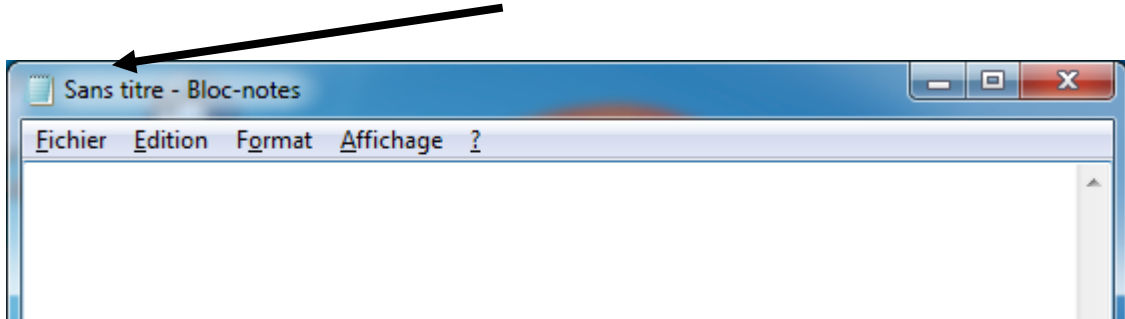 Sans titre - Bloc-notes
Fichier Edition Format Affichage ?